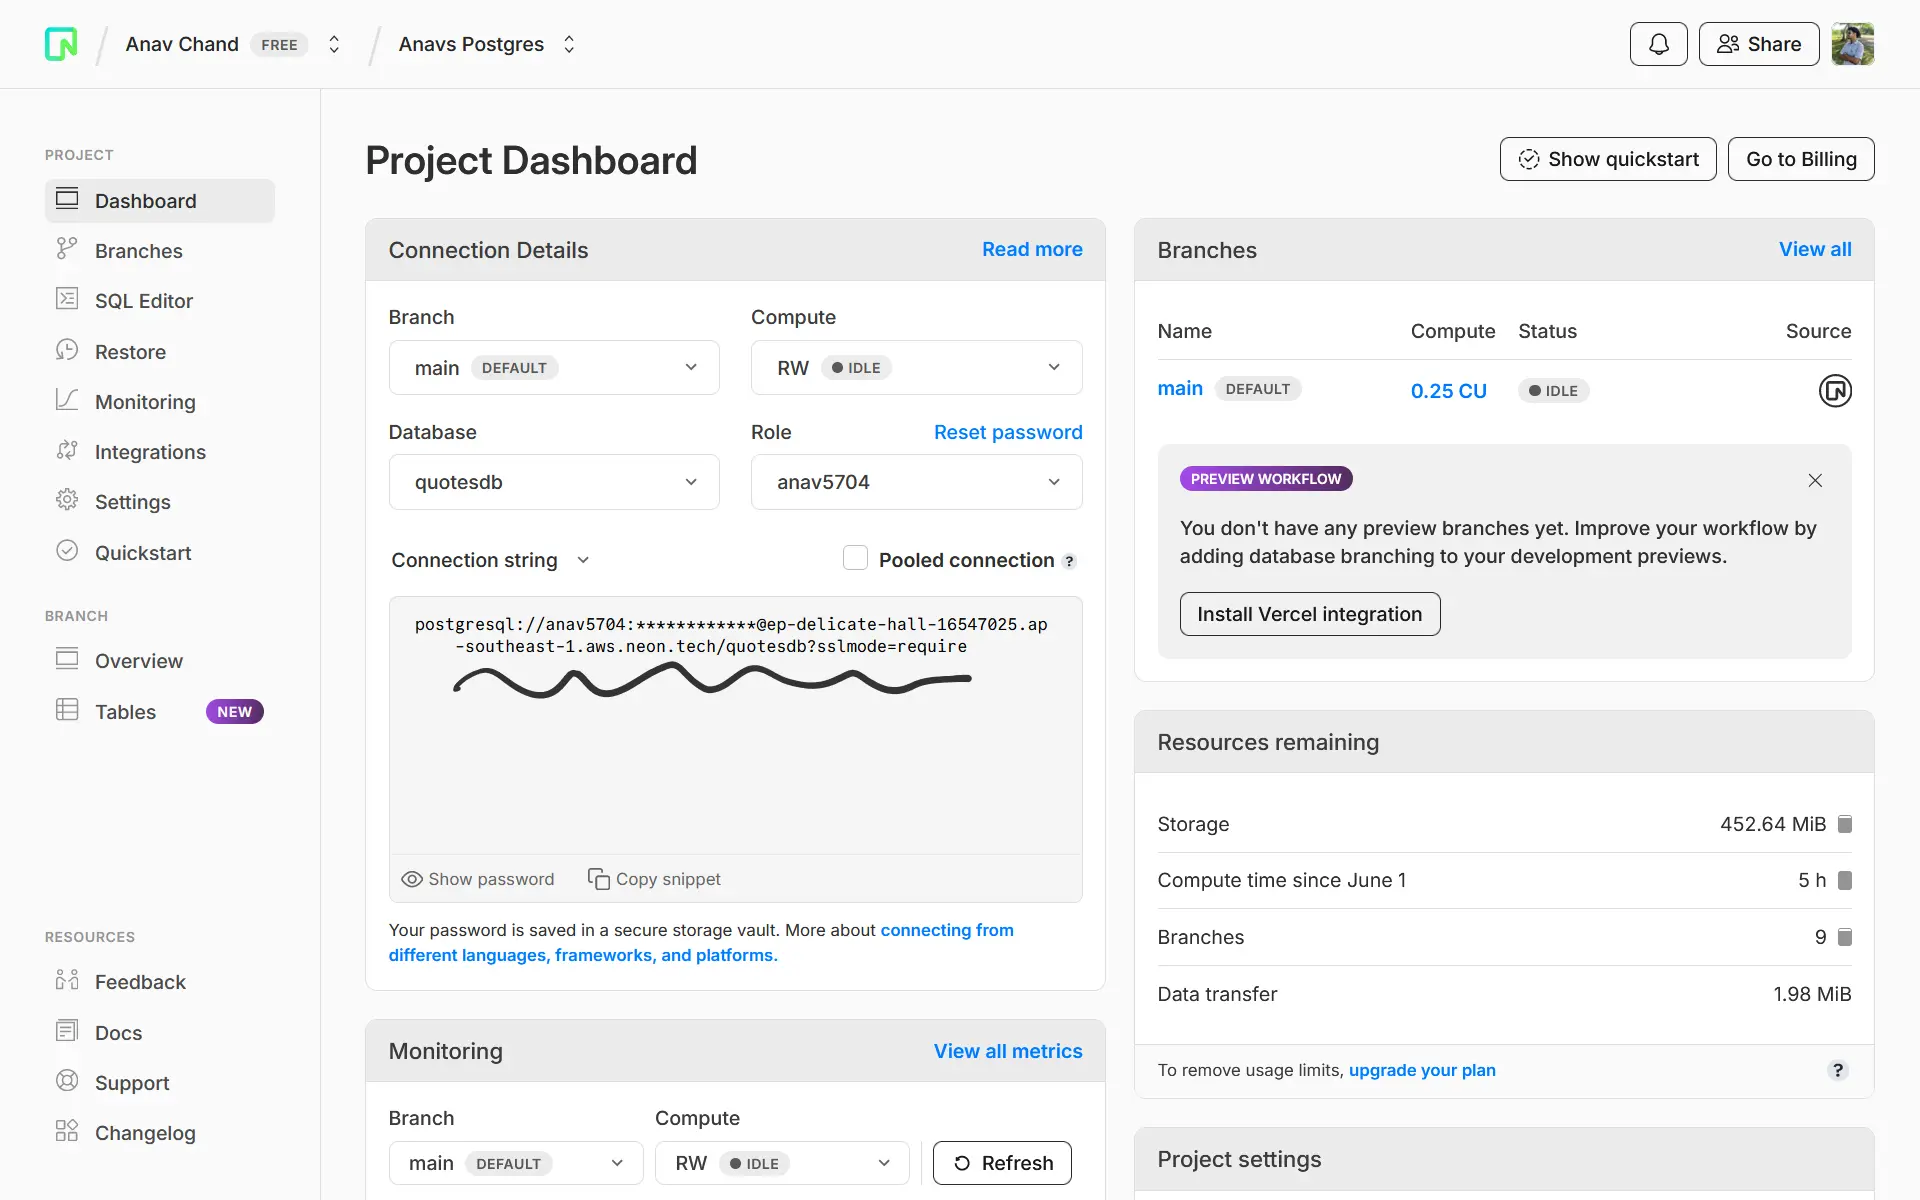 Anav Chand FREE
Anavs Postgres
Share
PROJECT
Dashboard
Branches
SQL Editor
Restore
Monitoring
Integrations
Settings
Quickstart
BRANCH
Overview
Tables NEW
RESOURCES
Feedback
Docs
Support
Changelog
Project Dashboard
Show quickstart
Go to Billing
Connection Details
Read more
Branch
Compute
main DEFAULT
RW IDLE
Database
Role
Reset password
quotesdb
anav5704
Connection string
Pooled connection ?
postgresql://anav5704:************@ep-delicate-hall-16547025.ap
-southeast-1.aws.neon.tech/quotesdb?sslmode=require
Show password
Copy snippet
Your password is saved in a secure storage vault. More about connecting from
different languages, frameworks, and platforms.
Monitoring
View all metrics
Branch
Compute
main DEFAULT
RW IDLE
Refresh
Branches
View all
Name Compute Status Source
main DEFAULT 0.25 CU IDLE
PREVIEW WORKFLOW
You don't have any preview branches yet. Improve your workflow by
adding database branching to your development previews.
Install Vercel integration
Resources remaining
Storage 452.64 MiB
Compute time since June 1 5 h
Branches 9
Data transfer 1.98 MiB
To remove usage limits, upgrade your plan ?
Project settings